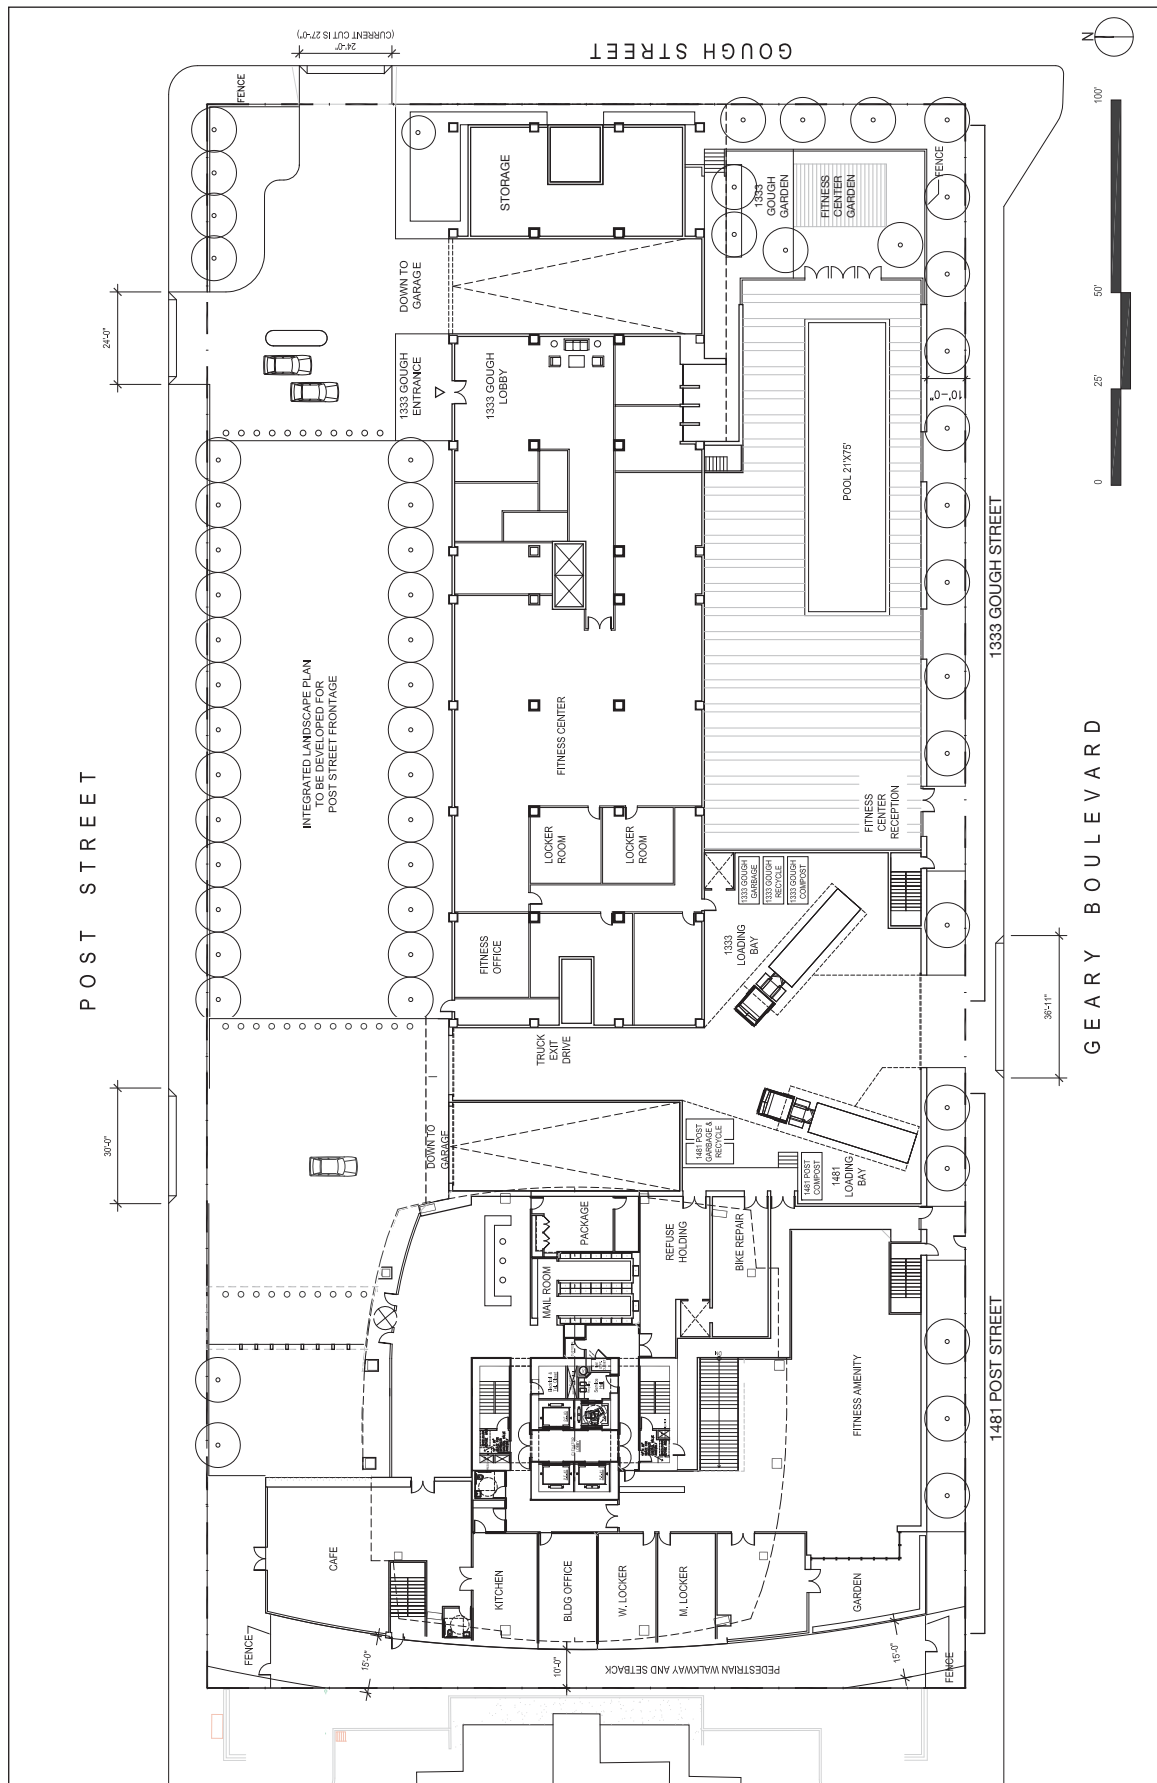 GOUGH STREET
24'-0"
(CURRENT CUT IS 27'-0")
FENCE
N
100'
50'
25'
0
STORAGE
1333
GOUGH
GARDEN
FITNESS
CENTER
GARDEN
FENCE
24'-0"
DOWN TO
GARAGE
1333 GOUGH
ENTRANCE
1333 GOUGH
LOBBY
10'-0"
POOL 21'X75'
1333 GOUGH STREET
POST STREET
INTEGRATED LANDSCAPE PLAN
TO BE DEVELOPED FOR
POST STREET FRONTAGE
FITNESS CENTER
FITNESS
CENTER
RECEPTION
LOCKER
ROOM
LOCKER
ROOM
GEARY BOULEVARD
1333 GOUGH
GARBAGE
1333 GOUGH
RECYCLE
1333 GOUGH
COMPOST
FITNESS
OFFICE
1333
LOADING
BAY
36'-11"
TRUCK
EXIT
DRIVE
30'-0"
DOWN TO
GARAGE
1481 POST
GARBAGE &
RECYCLE
1481 POST
COMPOST
1481
LOADING
BAY
PACKAGE
REFUSE
HOLDING
BIKE REPAIR
MAIL ROOM
FITNESS AMENITY
1481 POST STREET
CAFE
KITCHEN
BLDG OFFICE
W. LOCKER
M. LOCKER
GARDEN
FENCE
15'-0"
10'-0"
PEDESTRIAN WALKWAY AND SETBACK
15'-0"
FENCE